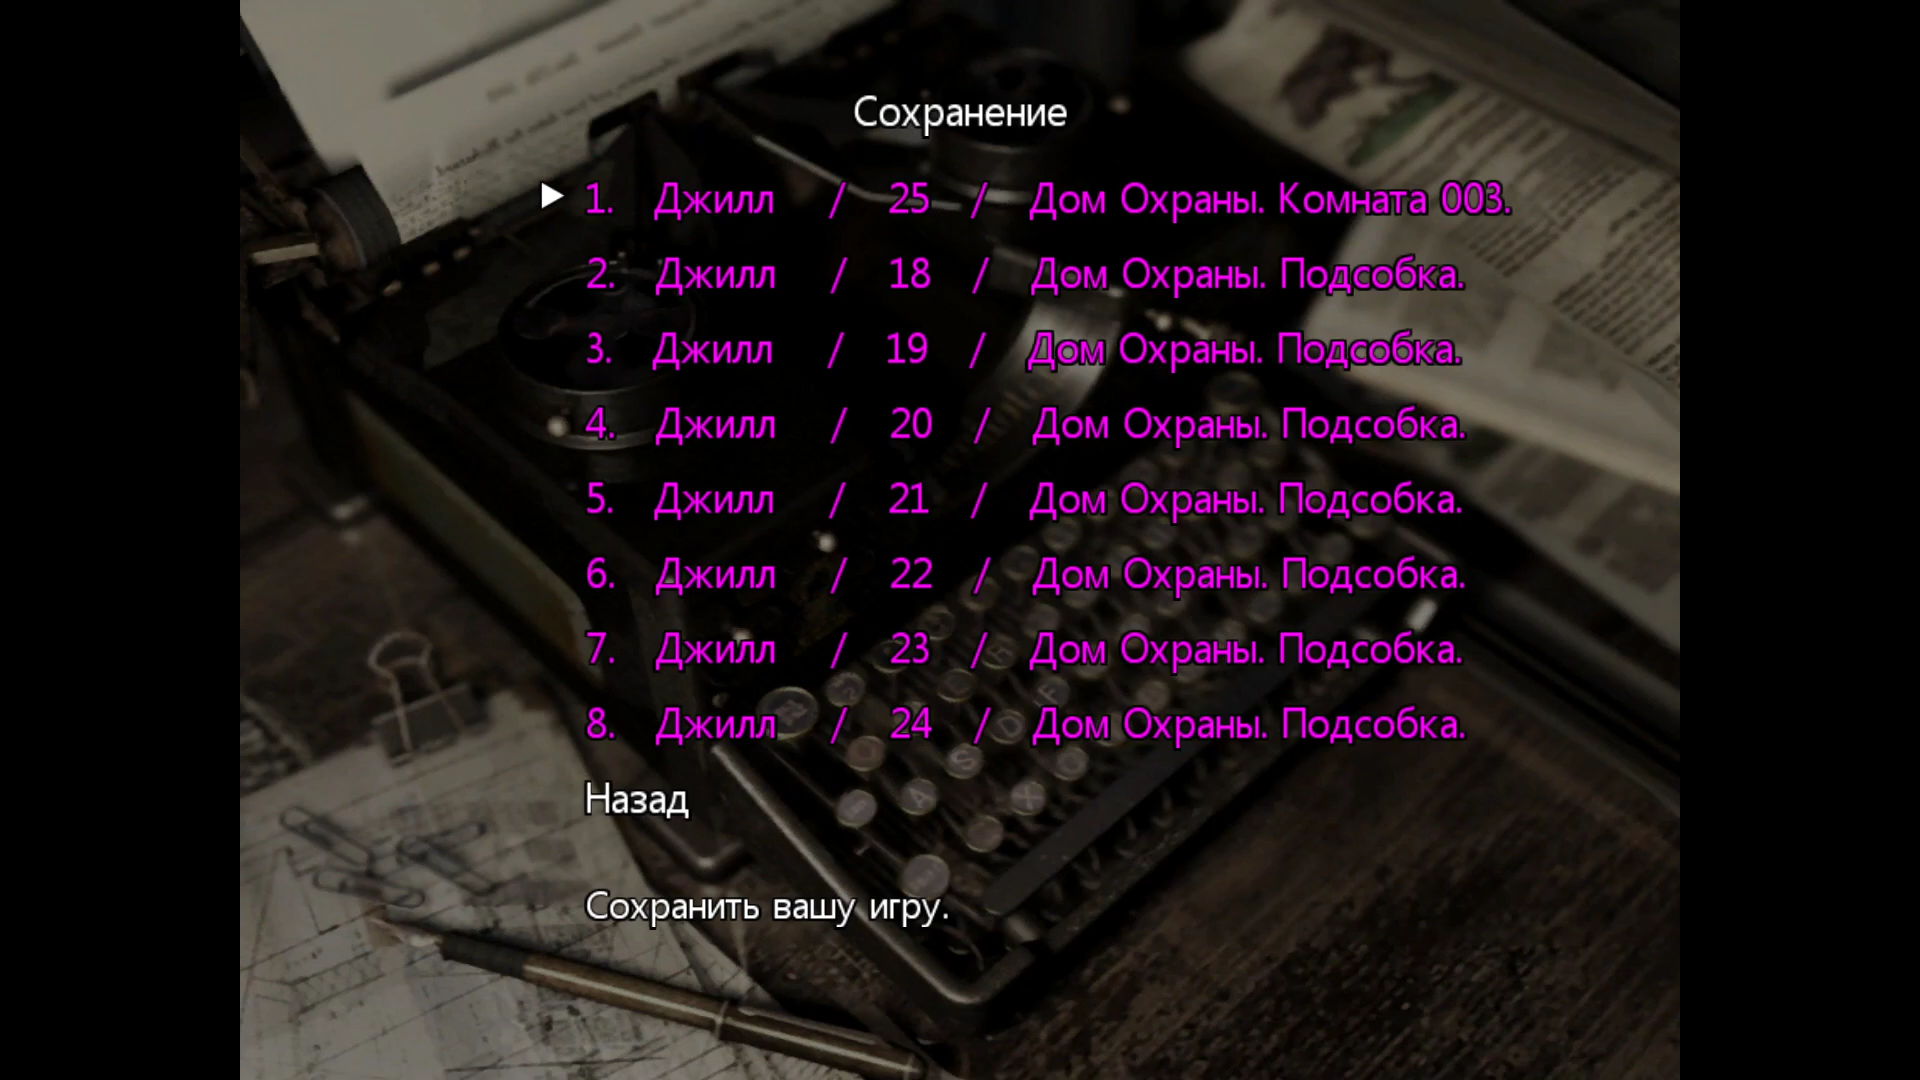 Сохранение
1. Джилл / 25 / Дом Охраны. Комната 003.
2. Джилл / 18 / Дом Охраны. Подсобка.
3. Джилл / 19 / Дом Охраны. Подсобка.
4. Джилл / 20 / Дом Охраны. Подсобка.
5. Джилл / 21 / Дом Охраны. Подсобка.
6. Джилл / 22 / Дом Охраны. Подсобка.
7. Джилл / 23 / Дом Охраны. Подсобка.
8. Джилл / 24 / Дом Охраны. Подсобка.
Назад
Сохранить вашу игру.